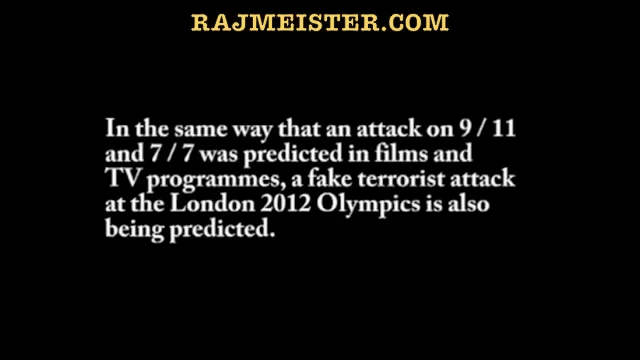 RAJMEISTER.COM
In the same way that an attack on 9 / 11
and 7 / 7 was predicted in films and
TV programmes, a fake terrorist attack
at the London 2012 Olympics is also
being predicted.